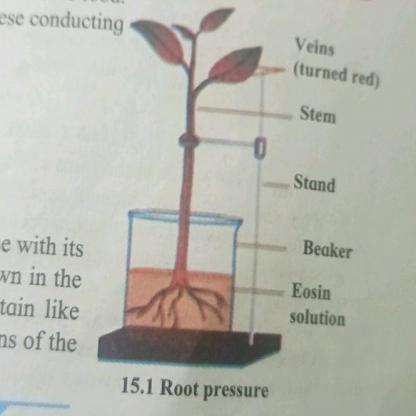 ese conducting
Veins
(turned red)
Stem
Stand
Beaker
Eosin
solution
e with its
wn in the
tain like
ns of the
15.1 Root pressure